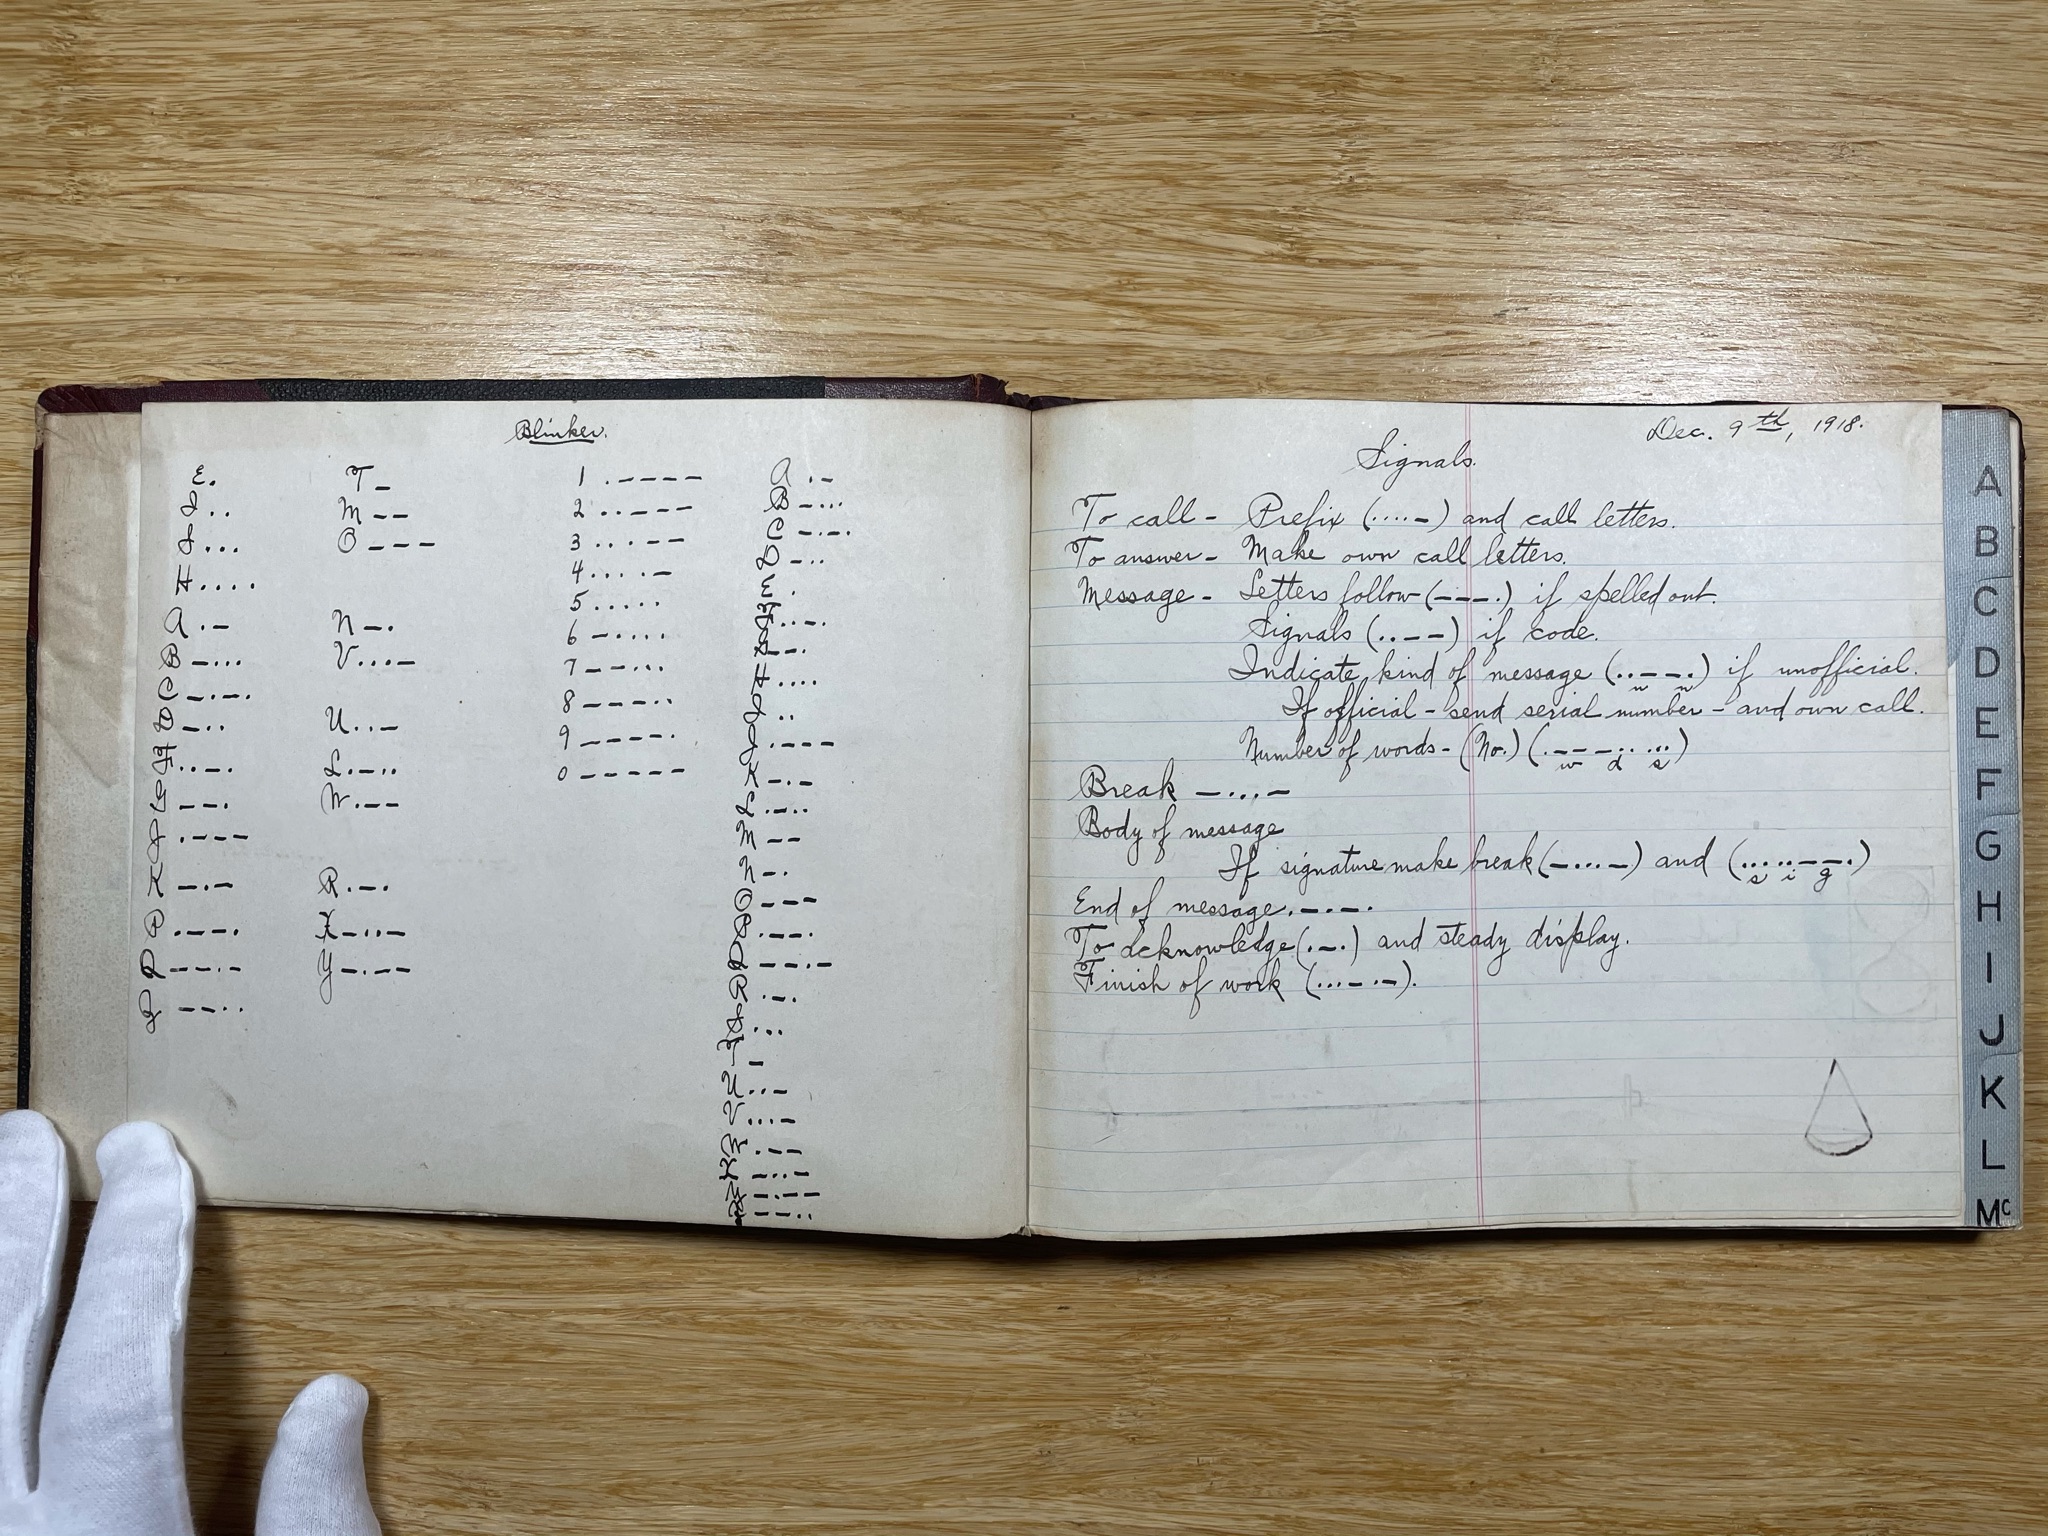 Blinker.
E .
I . .
S . . .
H . . . .
A . –
B – . . .
C – . – .
D – . .
F . . – .
G – – .
J . – – –
K – . –
P . – – .
Q – – . –
Z – – . .
T –
M – –
O – – –
N – .
V . . . –
U . . –
L . – . .
W . – –
R . – .
X – . . –
Y – . – –
1 . – – – –
2 . . – – –
3 . . . – –
4 . . . . –
5 . . . . .
6 – . . . .
7 – – . . .
8 – – – . .
9 – – – – .
0 – – – – –
A . –
B – . . .
C – . – .
D – . .
E .
F . . – .
G – – .
H . . . .
I . .
J . – – –
K – . –
L . – . .
M – –
N – .
O – – –
P . – – .
Q – – . –
R . – .
S . . .
T –
U . . –
V . . . –
W . – –
X – . . –
Y – . – –
Z – – . .
Dec. 9th, 1918.
Signals.
To call – Prefix (. . . . –) and call letters.
To answer – Make own call letters.
Message – Letters follow (– – – .) if spelled out.
Signals (. . – –) if code.
Indicate kind of message (. . – – .) if unofficial.
If official – send serial number – and own call.
Number of words – (No.) (. – – – . . . . .)
w d s
Break – . . . –
Body of message
If signature make break (– . . . –) and (. . . . . – – .)
s i g
End of message . – . – .
To acknowledge (. – .) and steady display.
Finish of work (. . . – . –).
A
B
C
D
E
F
G
H
I
J
K
L
Mc